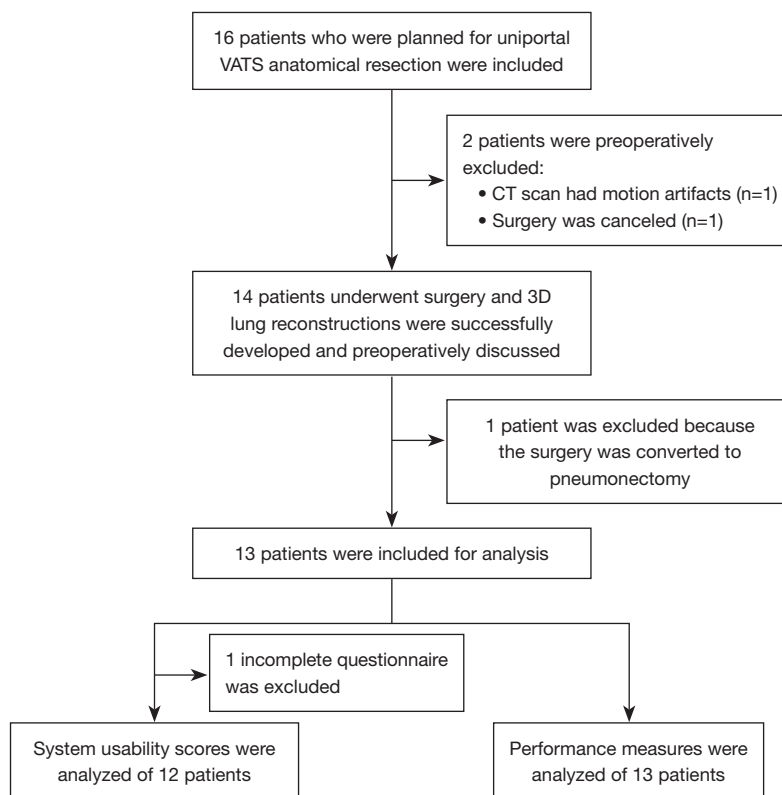 16 patients who were planned for uniportal
VATS anatomical resection were included
2 patients were preoperatively
excluded:
• CT scan had motion artifacts (n=1)
• Surgery was canceled (n=1)
14 patients underwent surgery and 3D
lung reconstructions were successfully
developed and preoperatively discussed
1 patient was excluded because
the surgery was converted to
pneumonectomy
13 patients were included for analysis
1 incomplete questionnaire
was excluded
System usability scores were
analyzed of 12 patients
Performance measures were
analyzed of 13 patients